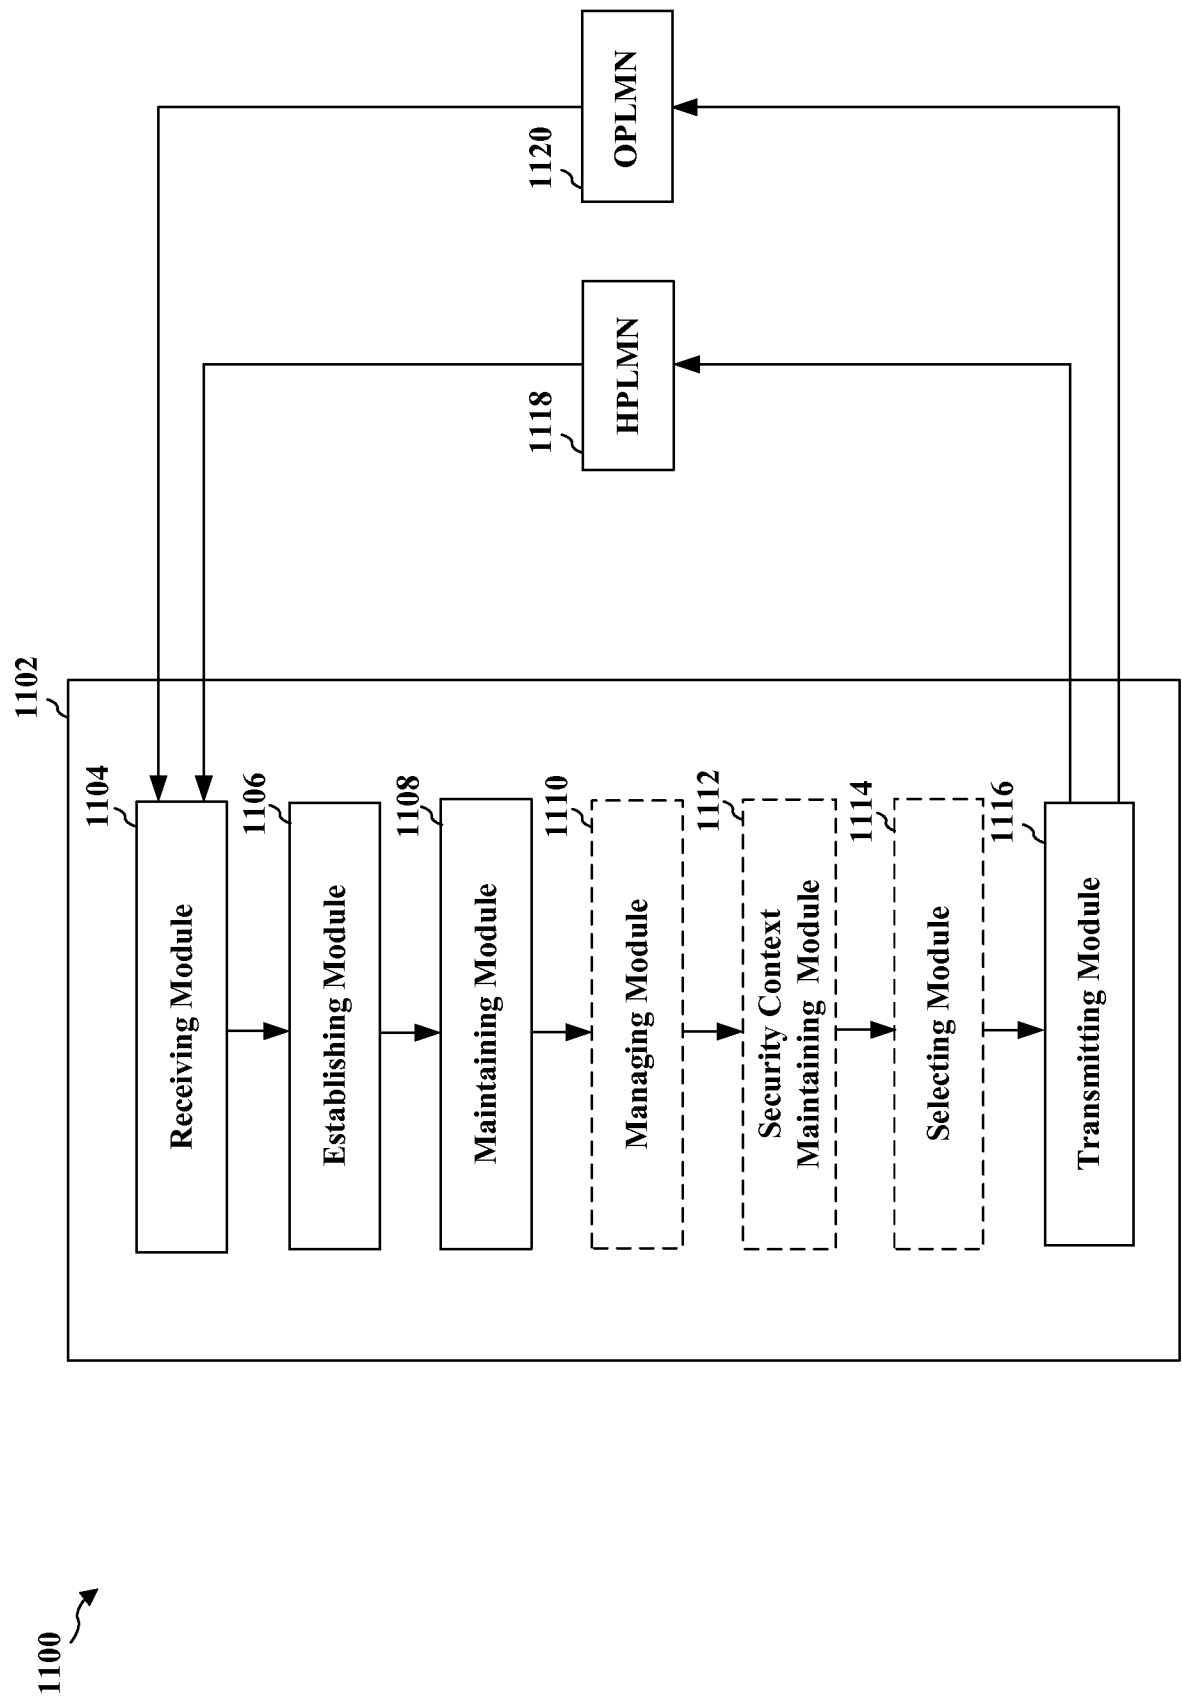 1100
1102
1104
Receiving Module
1106
Establishing Module
1108
Maintaining Module
1110
Managing Module
1112
Security Context
Maintaining Module
1114
Selecting Module
1116
Transmitting Module
1118
HPLMN
1120
OPLMN